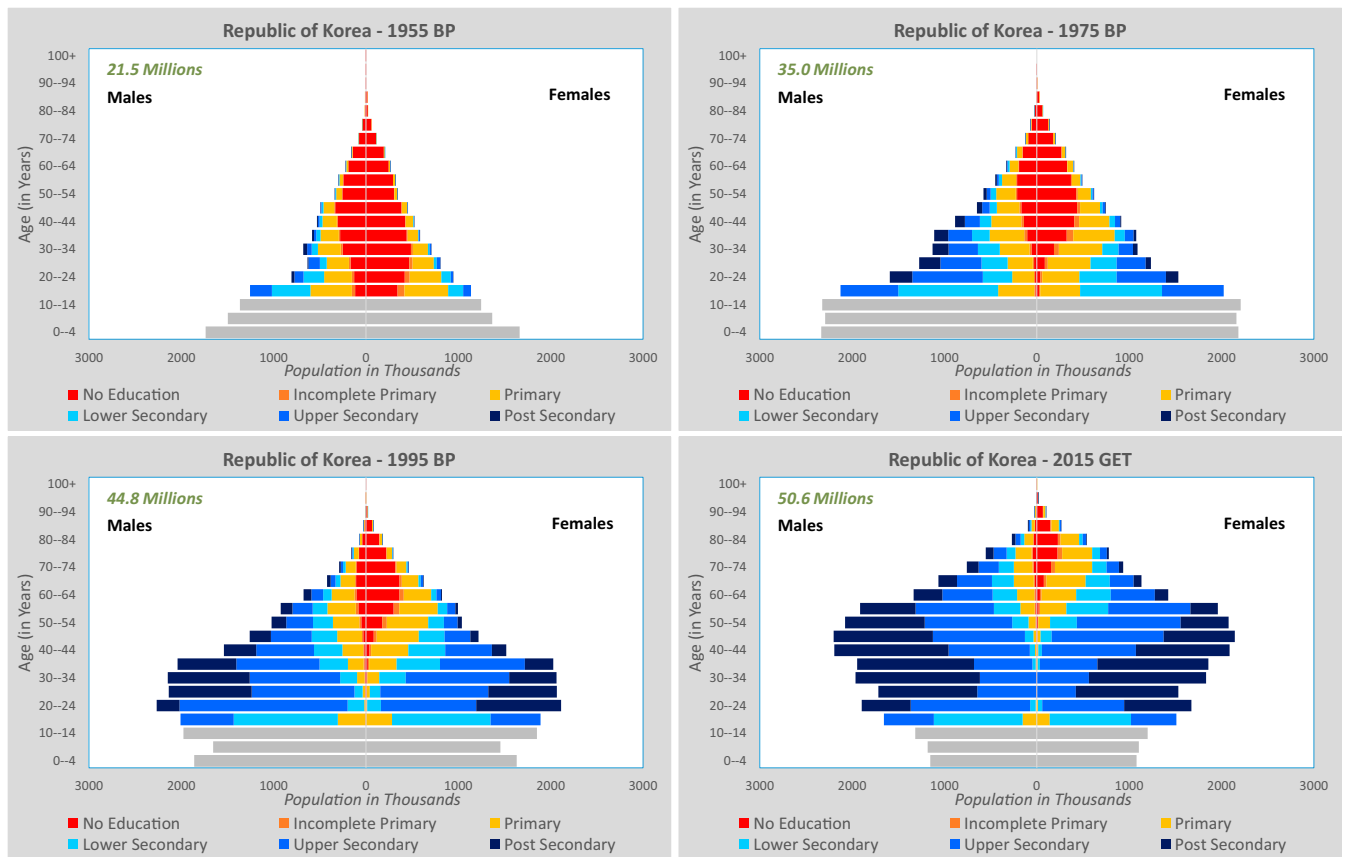 Republic of Korea - 1955 BP
21.5 Millions
Males
Females
Age (in Years)
100+
90--94
80--84
70--74
60--64
50--54
40--44
30--34
20--24
10--14
0--4
3000 2000 1000 0 1000 2000 3000
Population in Thousands
No Education Incomplete Primary Primary
Lower Secondary Upper Secondary Post Secondary
Republic of Korea - 1975 BP
35.0 Millions
Males
Females
Age (in Years)
100+
90--94
80--84
70--74
60--64
50--54
40--44
30--34
20--24
10--14
0--4
3000 2000 1000 0 1000 2000 3000
Population in Thousands
No Education Incomplete Primary Primary
Lower Secondary Upper Secondary Post Secondary
Republic of Korea - 1995 BP
44.8 Millions
Males
Females
Age (in Years)
100+
90--94
80--84
70--74
60--64
50--54
40--44
30--34
20--24
10--14
0--4
3000 2000 1000 0 1000 2000 3000
Population in Thousands
No Education Incomplete Primary Primary
Lower Secondary Upper Secondary Post Secondary
Republic of Korea - 2015 GET
50.6 Millions
Males
Females
Age (in Years)
100+
90--94
80--84
70--74
60--64
50--54
40--44
30--34
20--24
10--14
0--4
3000 2000 1000 0 1000 2000 3000
Population in Thousands
No Education Incomplete Primary Primary
Lower Secondary Upper Secondary Post Secondary